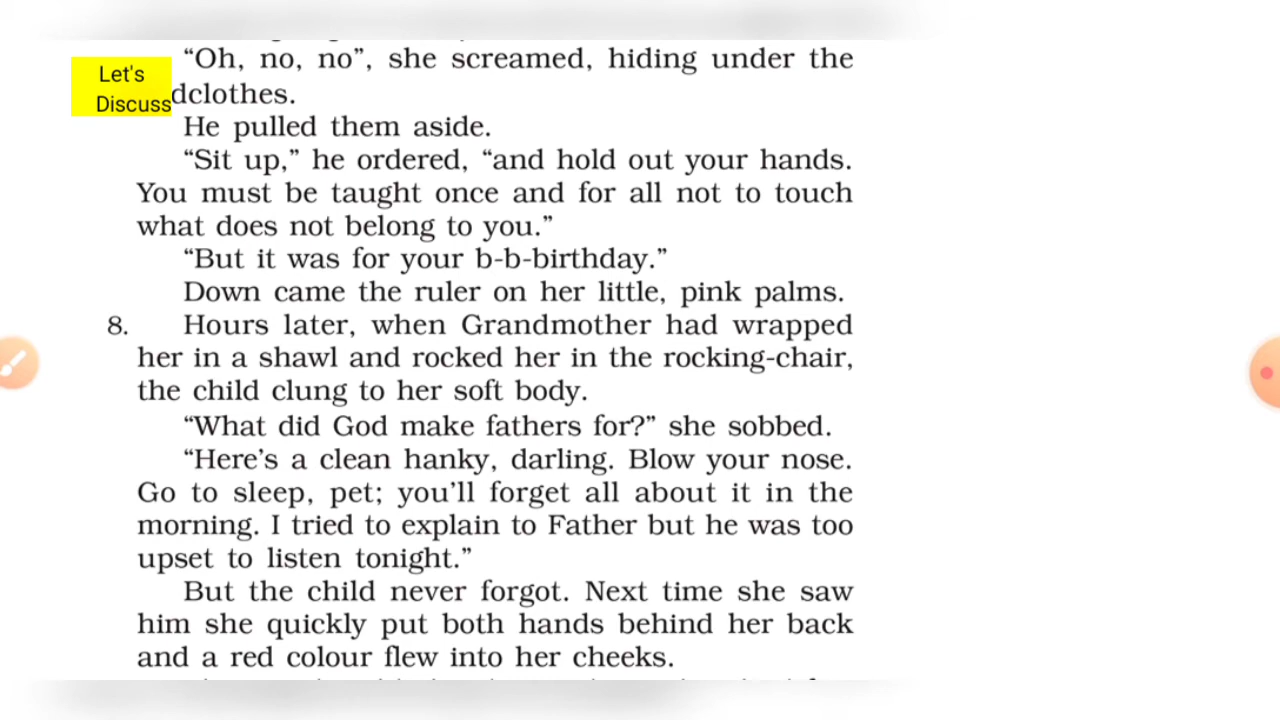 “Oh, no, no”, she screamed, hiding under the
Let's
Discuss
dclothes.
He pulled them aside.
“Sit up,” he ordered, “and hold out your hands.
You must be taught once and for all not to touch
what does not belong to you.”
“But it was for your b-b-birthday.”
Down came the ruler on her little, pink palms.
8. Hours later, when Grandmother had wrapped
her in a shawl and rocked her in the rocking-chair,
the child clung to her soft body.
“What did God make fathers for?” she sobbed.
“Here’s a clean hanky, darling. Blow your nose.
Go to sleep, pet; you’ll forget all about it in the
morning. I tried to explain to Father but he was too
upset to listen tonight.”
But the child never forgot. Next time she saw
him she quickly put both hands behind her back
and a red colour flew into her cheeks.